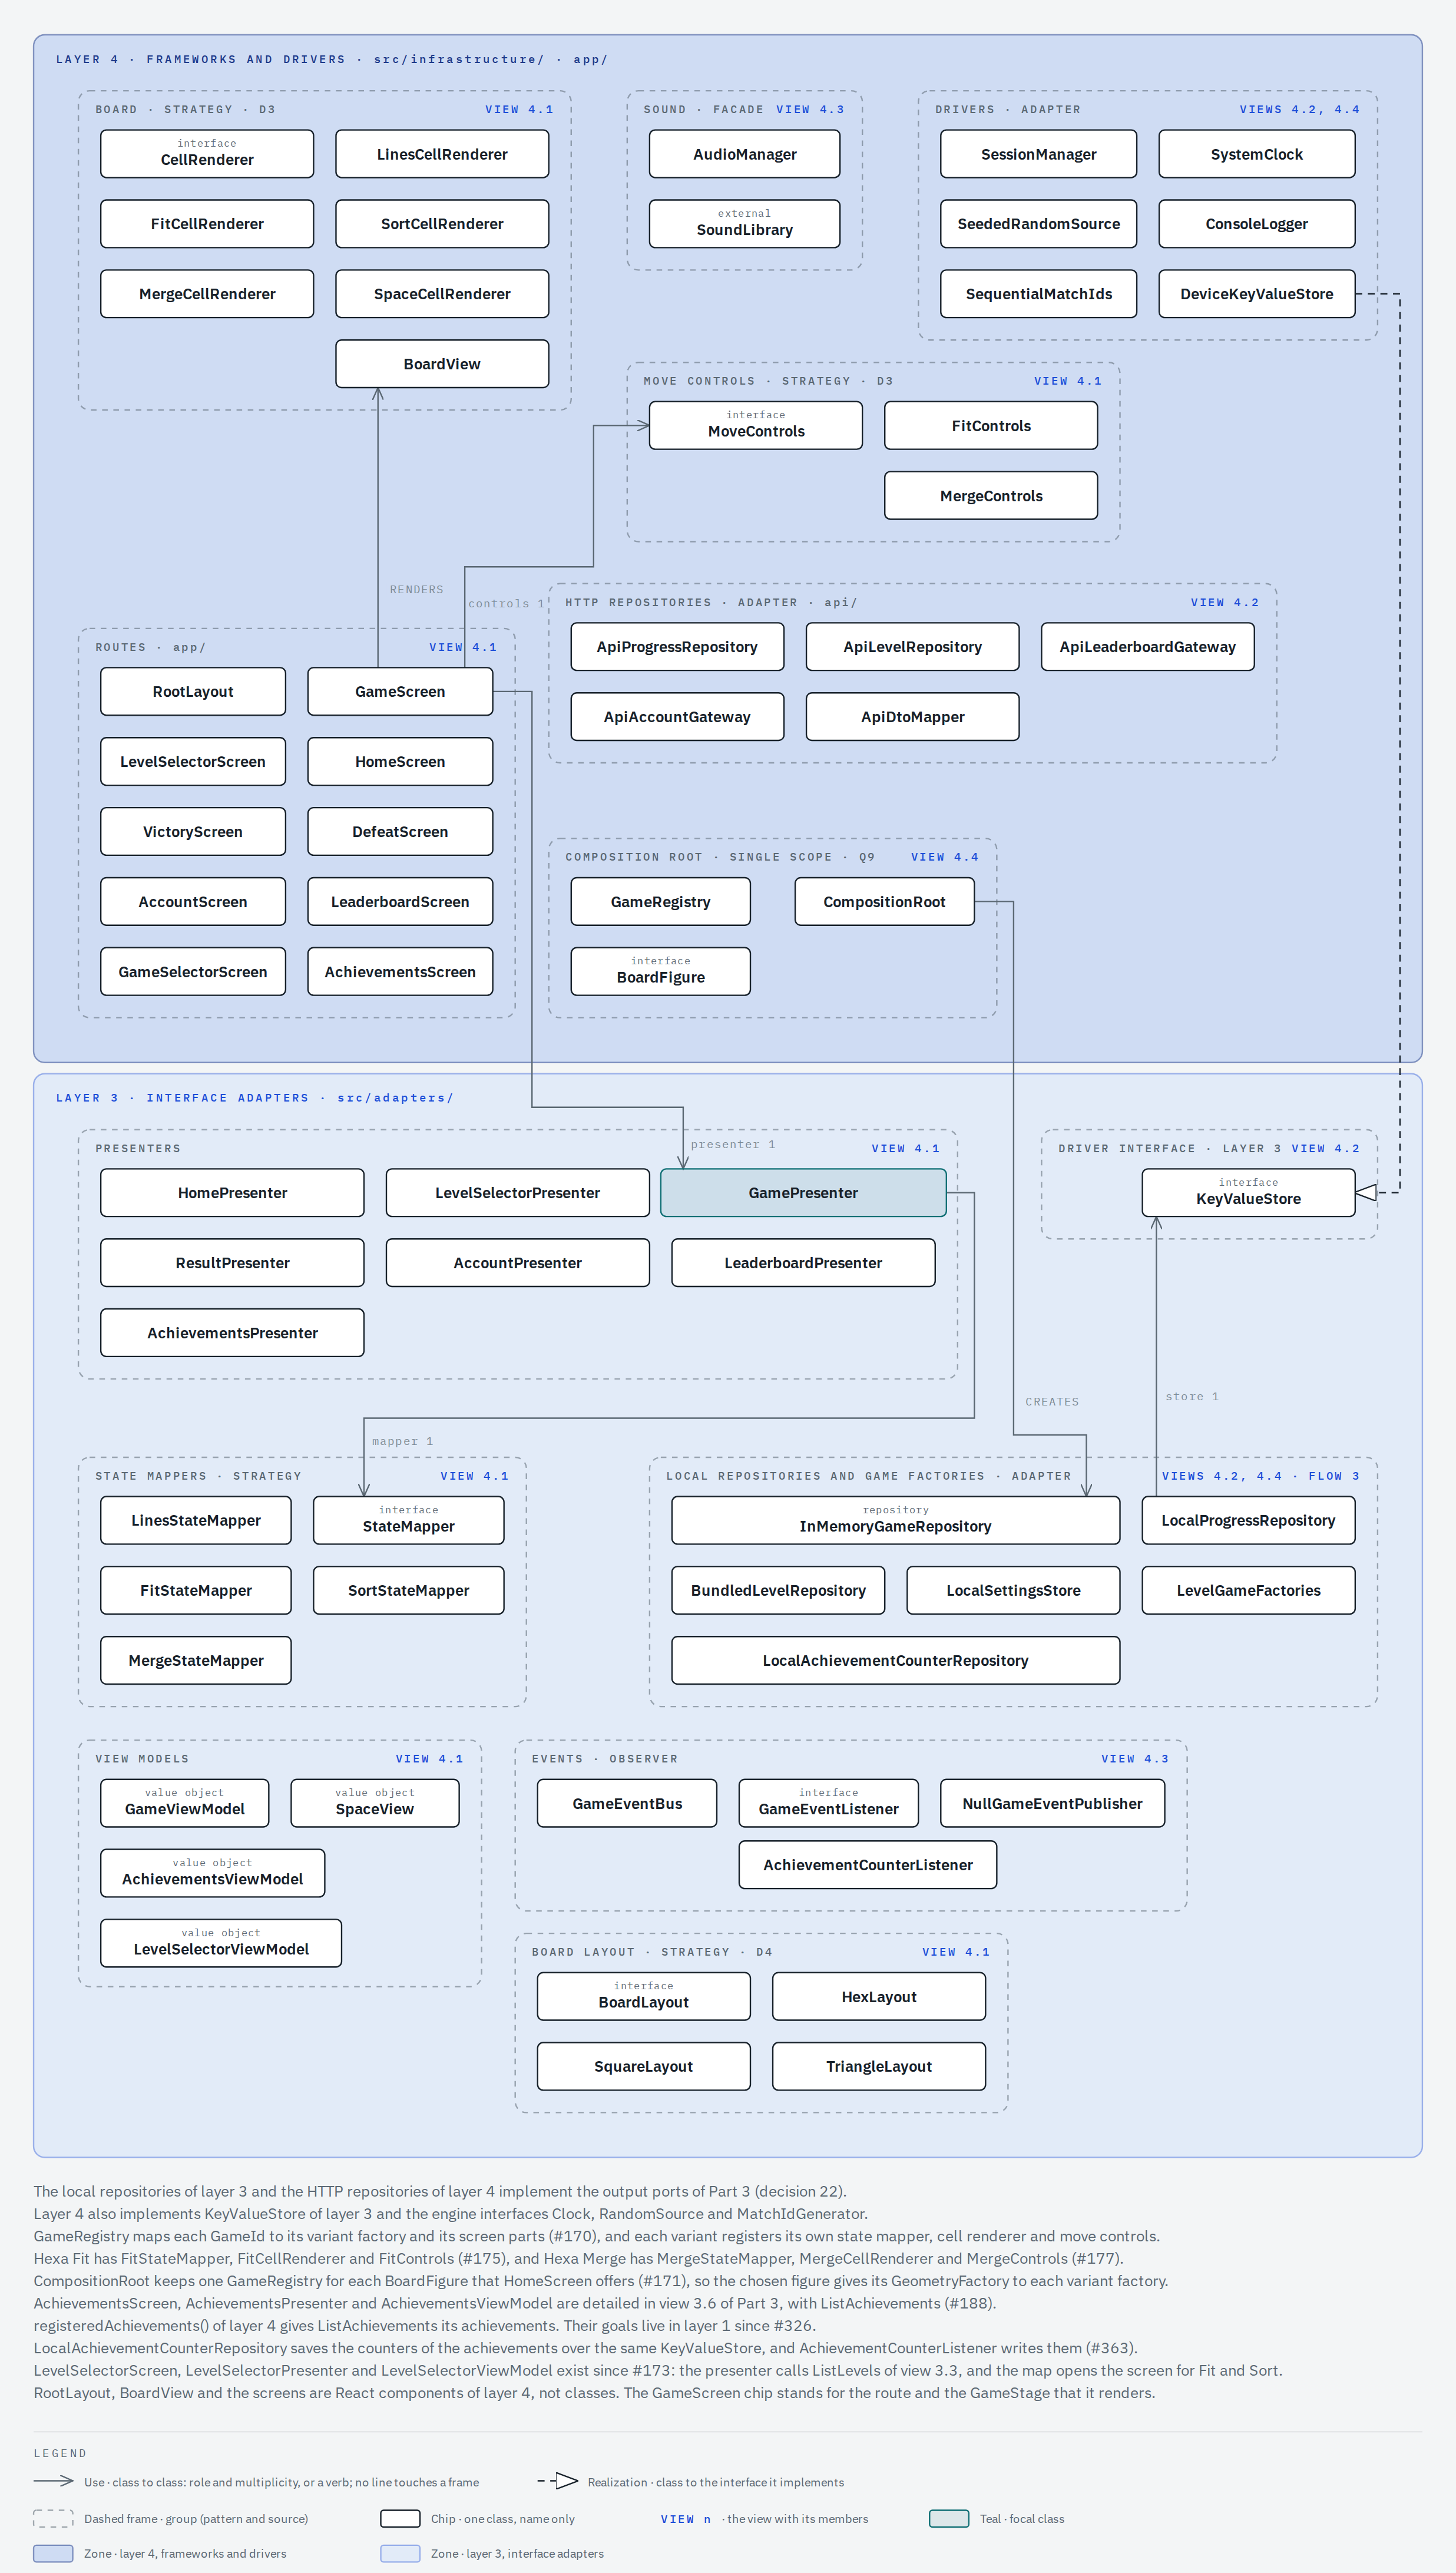 LAYER 4 · FRAMEWORKS AND DRIVERS · src/infrastructure/ · app/
BOARD · STRATEGY · D3 VIEW 4.1
interface
CellRenderer
LinesCellRenderer
FitCellRenderer
SortCellRenderer
MergeCellRenderer
SpaceCellRenderer
BoardView
SOUND · FACADE VIEW 4.3
AudioManager
external
SoundLibrary
DRIVERS · ADAPTER VIEWS 4.2, 4.4
SessionManager
SystemClock
SeededRandomSource
ConsoleLogger
SequentialMatchIds
DeviceKeyValueStore
MOVE CONTROLS · STRATEGY · D3 VIEW 4.1
interface
MoveControls
FitControls
MergeControls
RENDERS
controls 1
HTTP REPOSITORIES · ADAPTER · api/ VIEW 4.2
ApiProgressRepository
ApiLevelRepository
ApiLeaderboardGateway
ApiAccountGateway
ApiDtoMapper
ROUTES · app/ VIEW 4.1
RootLayout
GameScreen
LevelSelectorScreen
HomeScreen
VictoryScreen
DefeatScreen
AccountScreen
LeaderboardScreen
GameSelectorScreen
AchievementsScreen
COMPOSITION ROOT · SINGLE SCOPE · Q9 VIEW 4.4
GameRegistry
CompositionRoot
interface
BoardFigure
LAYER 3 · INTERFACE ADAPTERS · src/adapters/
PRESENTERS VIEW 4.1
presenter 1
HomePresenter
LevelSelectorPresenter
GamePresenter
ResultPresenter
AccountPresenter
LeaderboardPresenter
AchievementsPresenter
DRIVER INTERFACE · LAYER 3 VIEW 4.2
interface
KeyValueStore
CREATES
store 1
mapper 1
STATE MAPPERS · STRATEGY VIEW 4.1
LinesStateMapper
interface
StateMapper
FitStateMapper
SortStateMapper
MergeStateMapper
LOCAL REPOSITORIES AND GAME FACTORIES · ADAPTER VIEWS 4.2, 4.4 · FLOW 3
repository
InMemoryGameRepository
LocalProgressRepository
BundledLevelRepository
LocalSettingsStore
LevelGameFactories
LocalAchievementCounterRepository
VIEW MODELS VIEW 4.1
value object
GameViewModel
value object
SpaceView
value object
AchievementsViewModel
value object
LevelSelectorViewModel
EVENTS · OBSERVER VIEW 4.3
GameEventBus
interface
GameEventListener
NullGameEventPublisher
AchievementCounterListener
BOARD LAYOUT · STRATEGY · D4 VIEW 4.1
interface
BoardLayout
HexLayout
SquareLayout
TriangleLayout
The local repositories of layer 3 and the HTTP repositories of layer 4 implement the output ports of Part 3 (decision 22).
Layer 4 also implements KeyValueStore of layer 3 and the engine interfaces Clock, RandomSource and MatchIdGenerator.
GameRegistry maps each GameId to its variant factory and its screen parts (#170), and each variant registers its own state mapper, cell renderer and move controls.
Hexa Fit has FitStateMapper, FitCellRenderer and FitControls (#175), and Hexa Merge has MergeStateMapper, MergeCellRenderer and MergeControls (#177).
CompositionRoot keeps one GameRegistry for each BoardFigure that HomeScreen offers (#171), so the chosen figure gives its GeometryFactory to each variant factory.
AchievementsScreen, AchievementsPresenter and AchievementsViewModel are detailed in view 3.6 of Part 3, with ListAchievements (#188).
registeredAchievements() of layer 4 gives ListAchievements its achievements. Their goals live in layer 1 since #326.
LocalAchievementCounterRepository saves the counters of the achievements over the same KeyValueStore, and AchievementCounterListener writes them (#363).
LevelSelectorScreen, LevelSelectorPresenter and LevelSelectorViewModel exist since #173: the presenter calls ListLevels of view 3.3, and the map opens the screen for Fit and Sort.
RootLayout, BoardView and the screens are React components of layer 4, not classes. The GameScreen chip stands for the route and the GameStage that it renders.
LEGEND
Use · class to class: role and multiplicity, or a verb; no line touches a frame
Realization · class to the interface it implements
Dashed frame · group (pattern and source)
Chip · one class, name only
VIEW n · the view with its members
Teal · focal class
Zone · layer 4, frameworks and drivers
Zone · layer 3, interface adapters